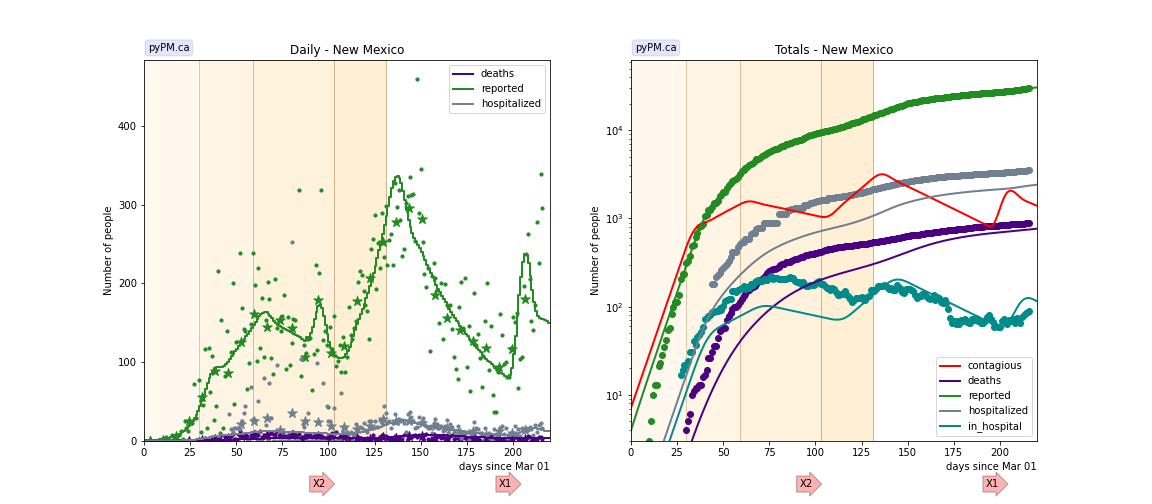 pyPM.ca
Daily - New Mexico
deaths
reported
hospitalized
Number of people
400
300
200
100
0
0 25 50 75 100 125 150 175 200
days since Mar 01
X2 X1
pyPM.ca
Totals - New Mexico
Number of people
10⁴
10³
10²
10¹
contagious
deaths
reported
hospitalized
in_hospital
0 25 50 75 100 125 150 175 200
days since Mar 01
X2 X1